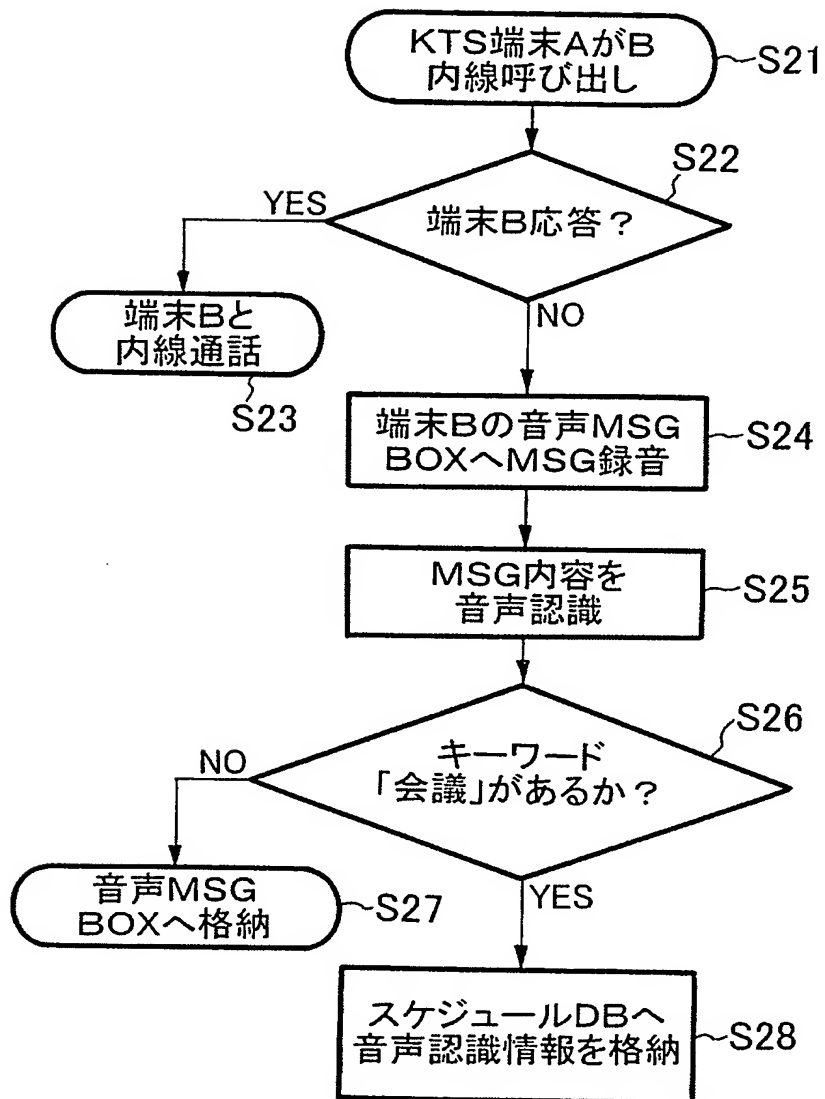 KTS端末AがB
内線呼び出し
S21
S22
端末B応答？
YES
NO
端末Bと
内線通話
S23
端末Bの音声MSG
BOXへMSG録音
S24
MSG内容を
音声認識
S25
S26
キーワード
「会議」があるか？
NO
YES
音声MSG
BOXへ格納
S27
スケジュールDBへ
音声認識情報を格納
S28